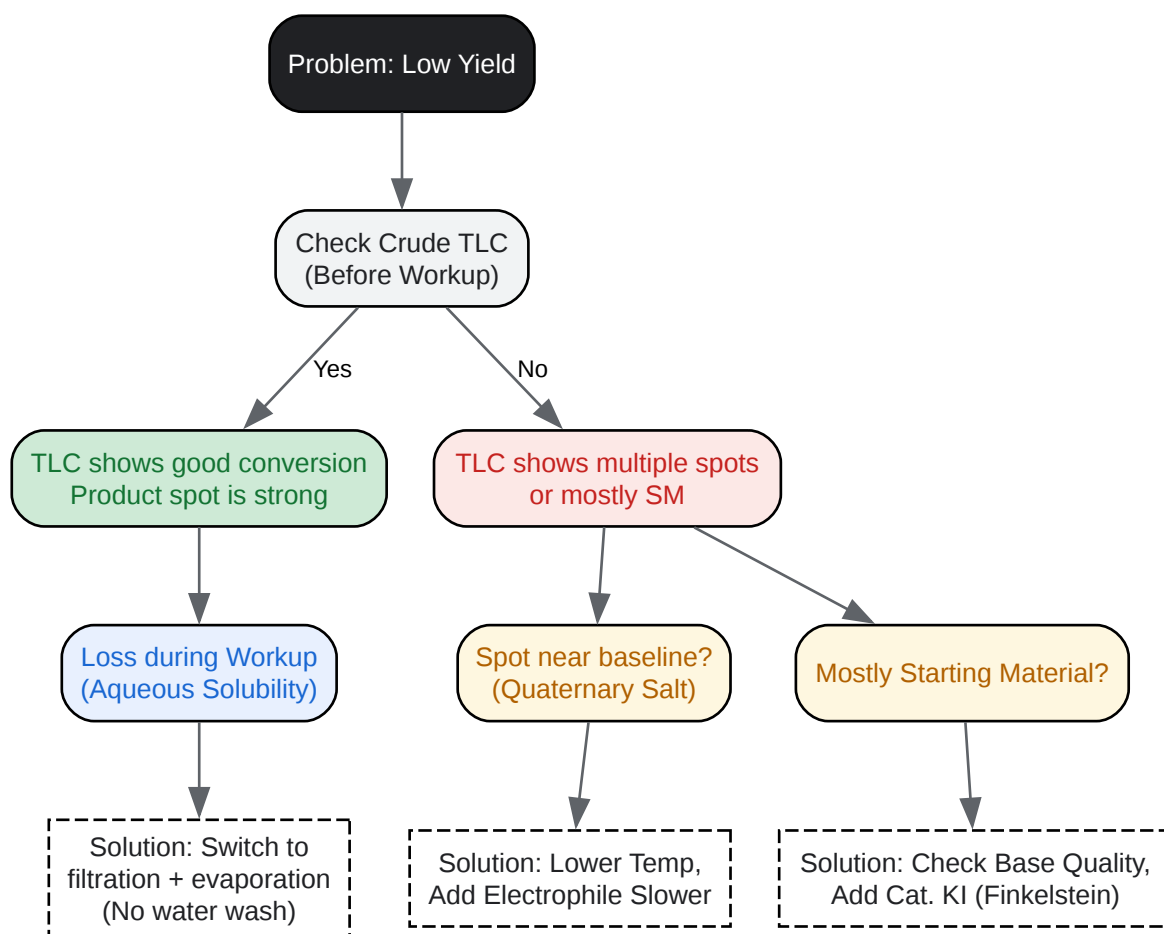 Problem: Low Yield
Check Crude TLC
(Before Workup)
Yes
No
TLC shows good conversion
Product spot is strong
TLC shows multiple spots
or mostly SM
Loss during Workup
(Aqueous Solubility)
Spot near baseline?
(Quaternary Salt)
Mostly Starting Material?
Solution: Switch to
filtration + evaporation
(No water wash)
Solution: Lower Temp,
Add Electrophile Slower
Solution: Check Base Quality,
Add Cat. KI (Finkelstein)